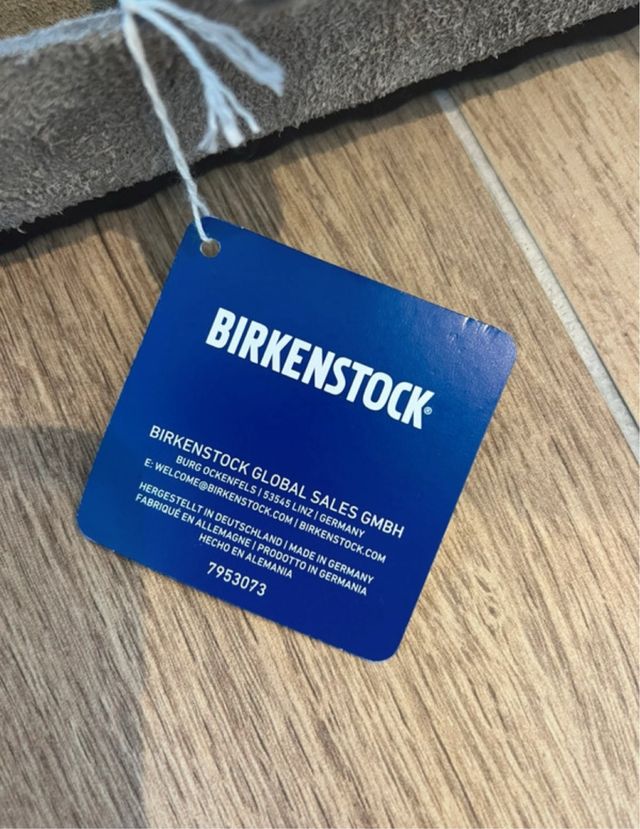 BIRKENSTOCK®
BIRKENSTOCK GLOBAL SALES GMBH
BURG OCKENFELS | 53545 LINZ | GERMANY
E: WELCOME@BIRKENSTOCK.COM | BIRKENSTOCK.COM
HERGESTELLT IN DEUTSCHLAND | MADE IN GERMANY
FABRIQUÉ EN ALLEMAGNE | PRODOTTO IN GERMANIA
HECHO EN ALEMANIA
7953073